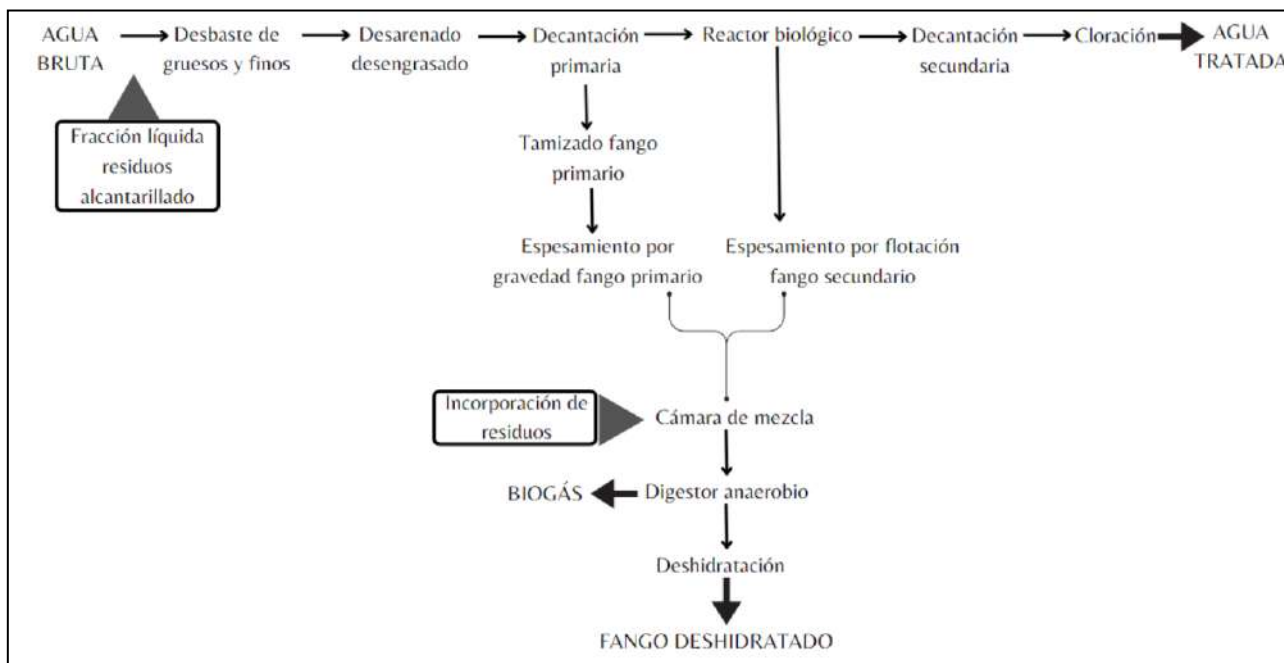 AGUA
BRUTA
Desbaste de
gruesos y finos
Desarenado
desengrasado
Decantación
primaria
Reactor biológico
Decantación
secundaria
Cloración
AGUA
TRATADA
Fracción líquida
residuos
alcantarillado
Tamizado fango
primario
Espesamiento por
gravedad fango primario
Espesamiento por flotación
fango secundario
Incorporación de
residuos
Cámara de mezcla
BIOGÁS
Digestor anaerobio
Deshidratación
FANGO DESHIDRATADO